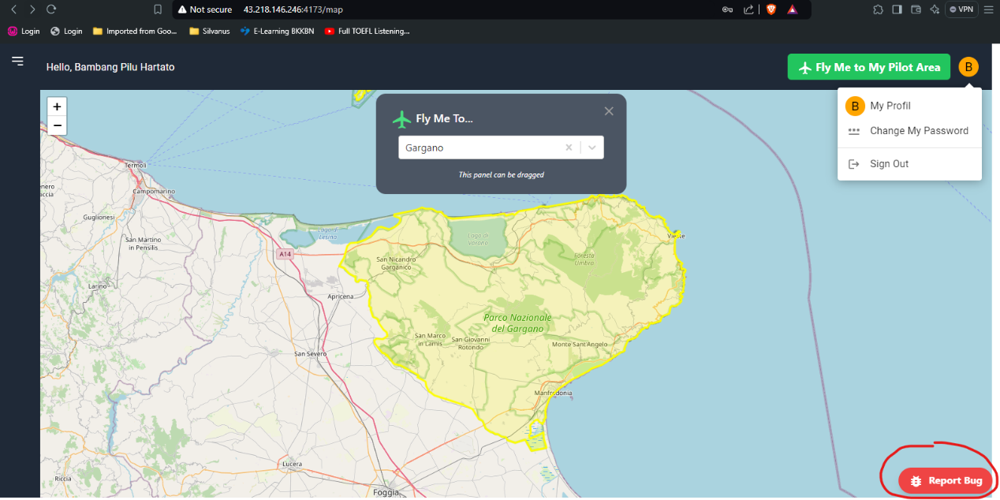 Not secure 43.218.146.246:4173/map
VPN
Login
Login
Imported from Goo...
Silvanus
E-Learning BKKBN
Full TOEFL Listening...
Hello, Bambang Pilu Hartato
Fly Me to My Pilot Area
B
B My Profil
Change My Password
Sign Out
+
−
Fly Me To...
Gargano
This panel can be dragged
Termoli
Campomarino
Guglionesi
San Martino
in Pensilis
Larino
A14
Lago di
Lesina
Lago di
Varano
San Nicandro
Garganico
Foresta
Umbra
Vieste
Apricena
Parco Nazionale
del Gargano
San Marco
in Lamis
San Giovanni
Rotondo
Monte Sant'Angelo
San Severo
Manfredonia
Lucera
Riccia
Foggia
Report Bug